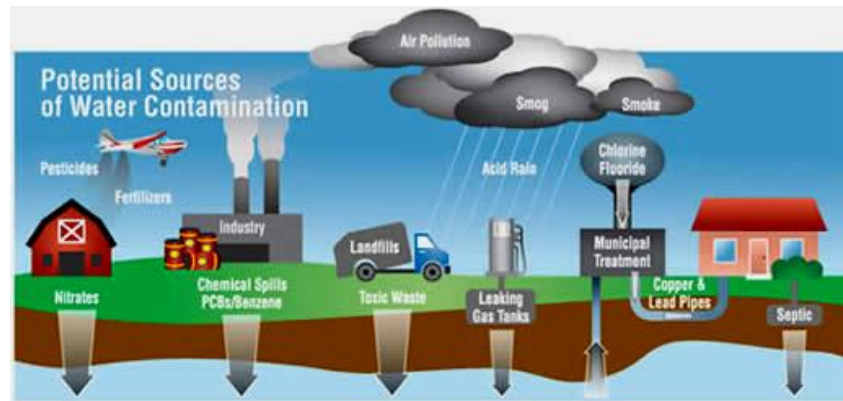 Air Pollution
Potential Sources
of Water Contamination
Smog
Smoke
Pesticides
Fertilizers
Acid Rain
Chlorine
Fluoride
Industry
Landfills
Municipal
Treatment
Nitrates
Chemical Spills
PCBs/Benzene
Toxic Waste
Leaking
Gas Tanks
Copper &
Lead Pipes
Septic